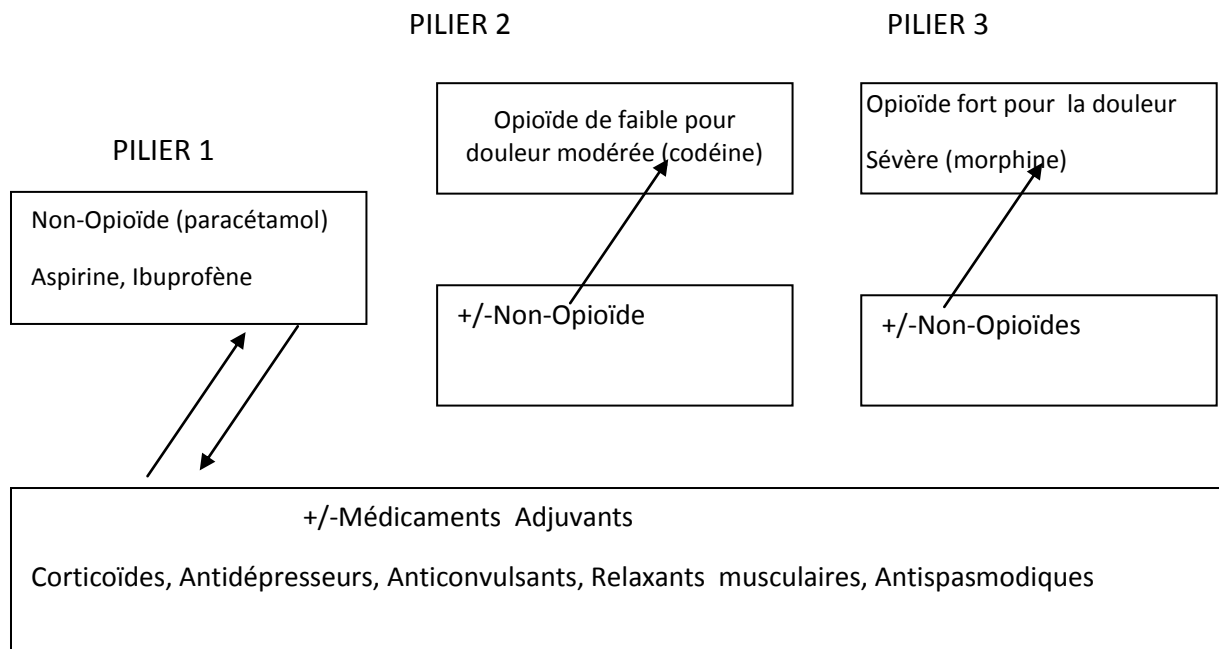 PILIER 2
PILIER 3
PILIER 1
Opioïde de faible pour
douleur modérée (codéine)
Opioïde fort pour la douleur
Sévère (morphine)
Non-Opioïde (paracétamol)
Aspirine, Ibuprofène
+/-Non-Opioïde
+/-Non-Opioïdes
+/-Médicaments Adjuvants
Corticoïdes, Antidépresseurs, Anticonvulsants, Relaxants musculaires, Antispasmodiques